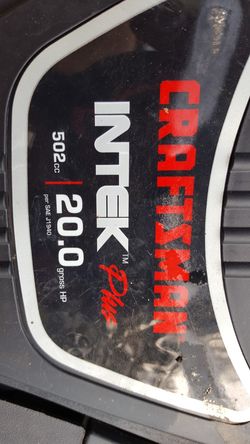 CRAFTSMAN
INTEK™ Plus
502cc | 20.0 gross HP
per SAE J1940